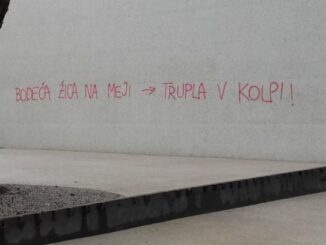 BODEČA ŽICA NA MEJI → TRUPLA V KOLPI!